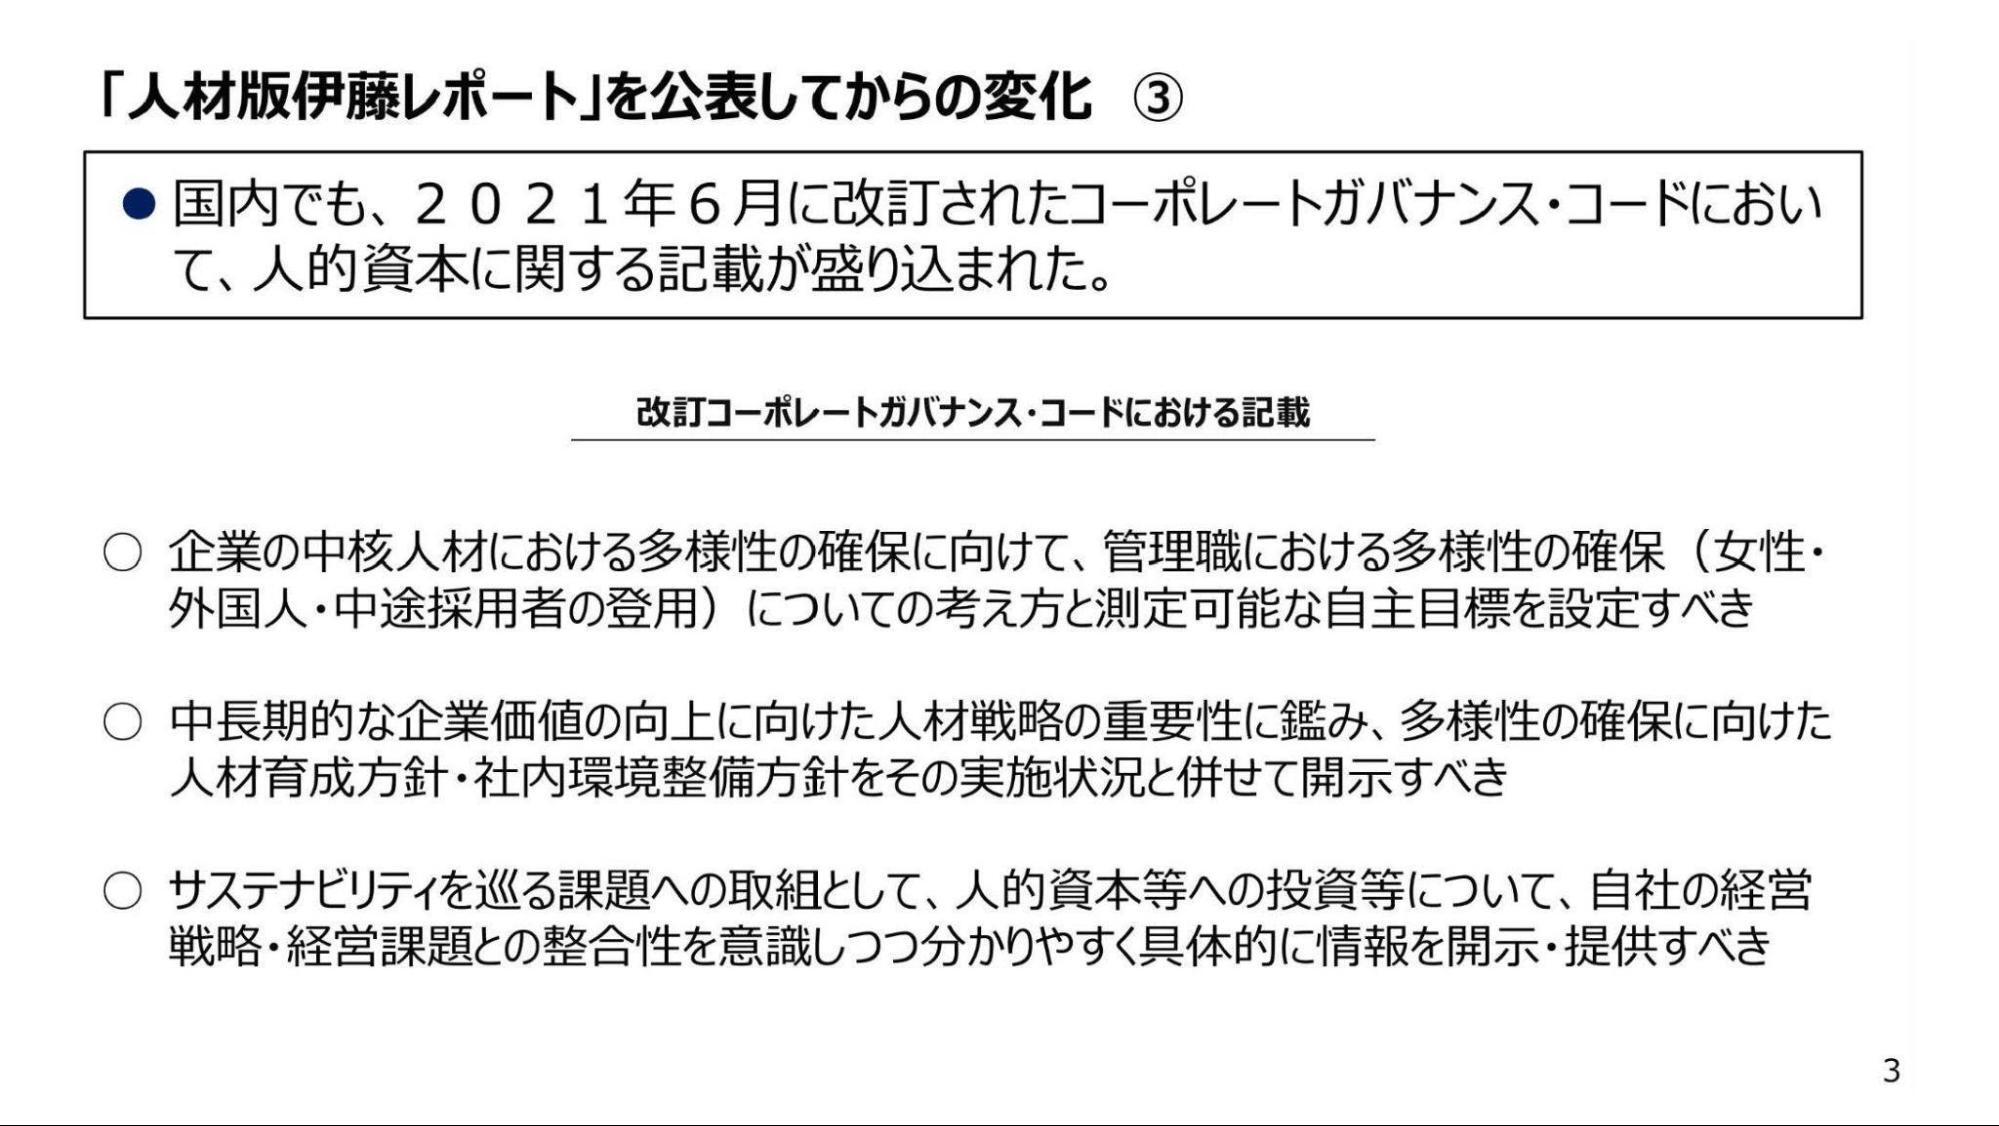 「人材版伊藤レポート」を公表してからの変化 ③
●国内でも、２０２１年６月に改訂されたコーポレートガバナンス・コードにおい
て、人的資本に関する記載が盛り込まれた。
改訂コーポレートガバナンス・コードにおける記載
○ 企業の中核人材における多様性の確保に向けて、管理職における多様性の確保（女性・
外国人・中途採用者の登用）についての考え方と測定可能な自主目標を設定すべき
○ 中長期的な企業価値の向上に向けた人材戦略の重要性に鑑み、多様性の確保に向けた
人材育成方針・社内環境整備方針をその実施状況と併せて開示すべき
○ サステナビリティを巡る課題への取組として、人的資本等への投資等について、自社の経営
戦略・経営課題との整合性を意識しつつ分かりやすく具体的に情報を開示・提供すべき
3